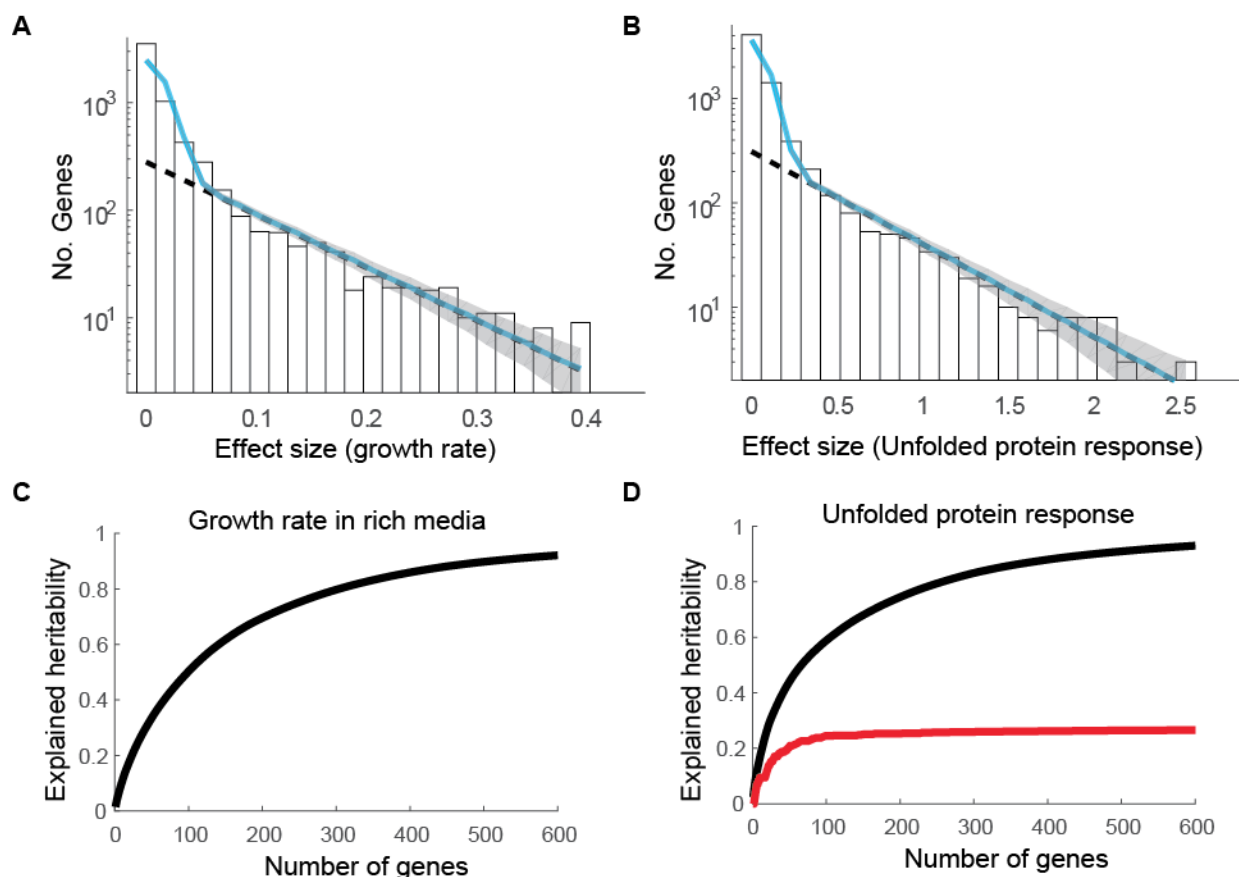 A
No. Genes
10^3
10^2
10^1
0 0.1 0.2 0.3 0.4
Effect size (growth rate)
B
No. Genes
10^3
10^2
10^1
0 0.5 1 1.5 2 2.5
Effect size (Unfolded protein response)
C
Growth rate in rich media
Explained heritability
1
0.8
0.6
0.4
0.2
0
0 100 200 300 400 500 600
Number of genes
D
Unfolded protein response
Explained heritability
1
0.8
0.6
0.4
0.2
0
0 100 200 300 400 500 600
Number of genes